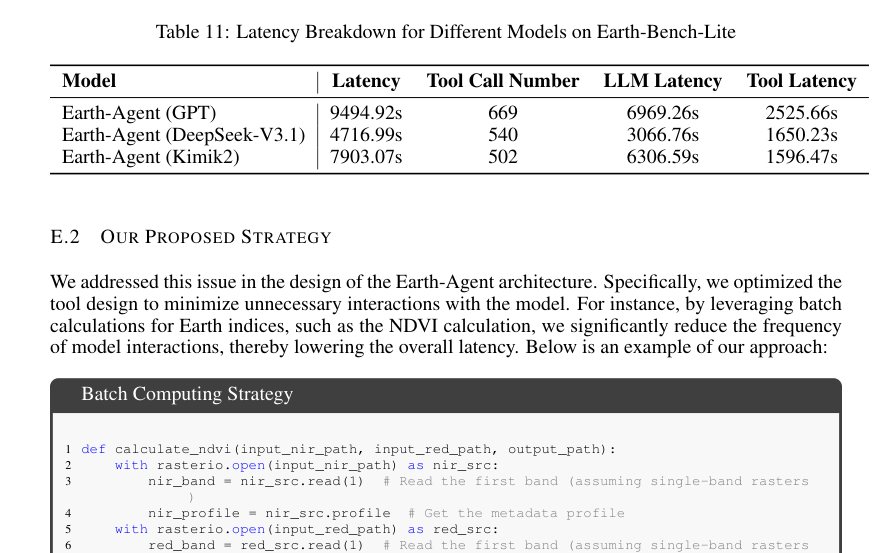 Table 11: Latency Breakdown for Different Models on Earth-Bench-Lite
Model Latency Tool Call Number LLM Latency Tool Latency
Earth-Agent (GPT) 9494.92s 669 6969.26s 2525.66s
Earth-Agent (DeepSeek-V3.1) 4716.99s 540 3066.76s 1650.23s
Earth-Agent (Kimik2) 7903.07s 502 6306.59s 1596.47s
E.2 OUR PROPOSED STRATEGY
We addressed this issue in the design of the Earth-Agent architecture. Specifically, we optimized the
tool design to minimize unnecessary interactions with the model. For instance, by leveraging batch
calculations for Earth indices, such as the NDVI calculation, we significantly reduce the frequency
of model interactions, thereby lowering the overall latency. Below is an example of our approach:
Batch Computing Strategy
1 def calculate_ndvi(input_nir_path, input_red_path, output_path):
2     with rasterio.open(input_nir_path) as nir_src:
3         nir_band = nir_src.read(1)  # Read the first band (assuming single-band rasters
)
4         nir_profile = nir_src.profile  # Get the metadata profile
5     with rasterio.open(input_red_path) as red_src:
6         red_band = red_src.read(1)  # Read the first band (assuming single-band rasters